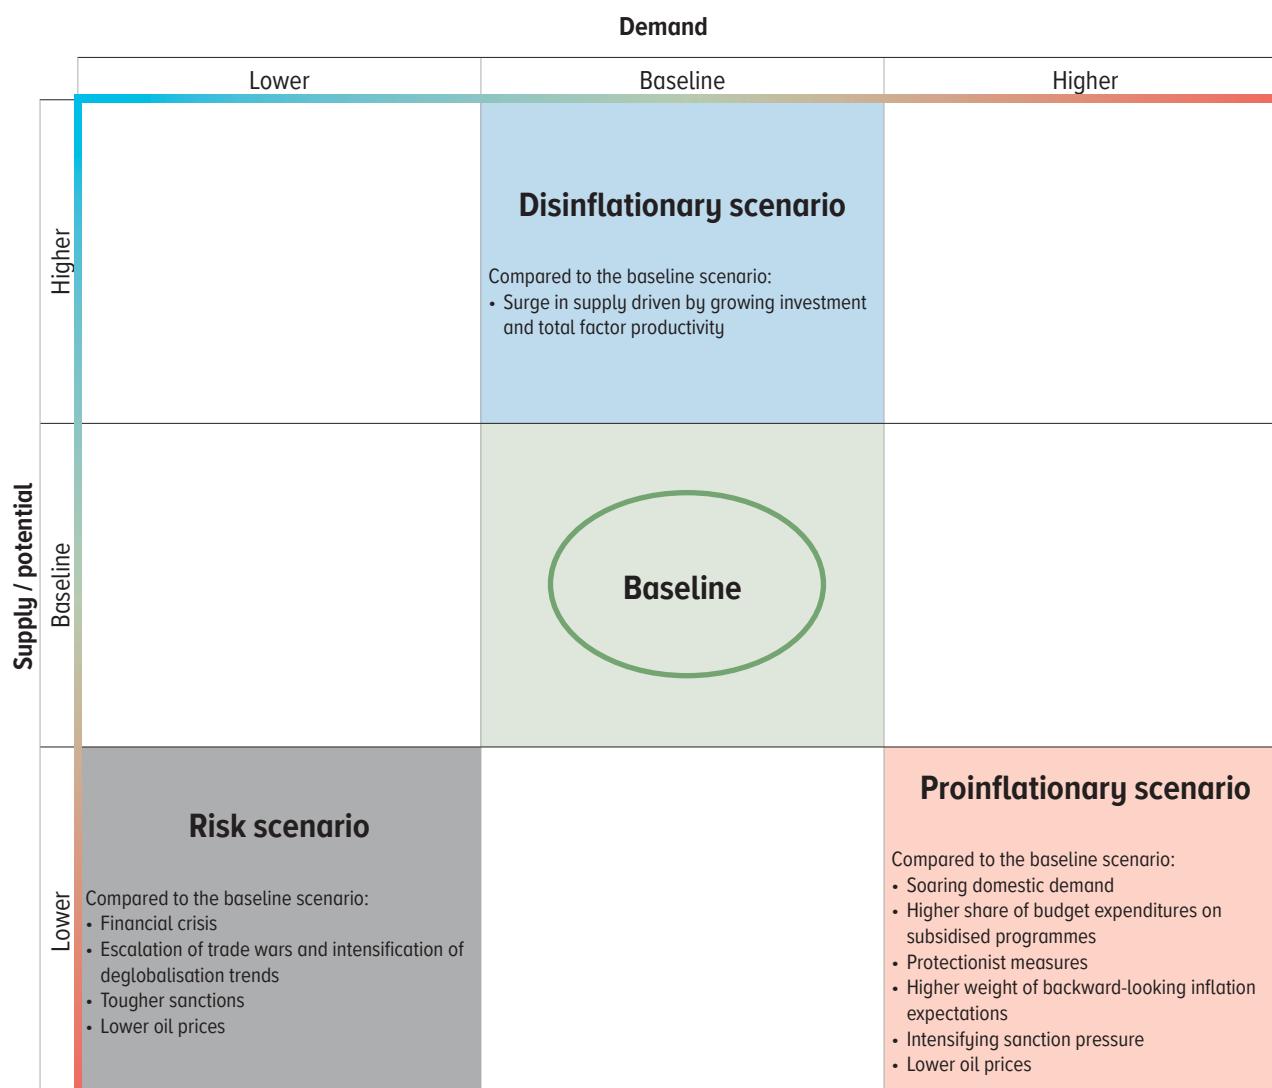 Demand
Lower
Baseline
Higher
Supply / potential
Higher
Disinflationary scenario
Compared to the baseline scenario:
• Surge in supply driven by growing investment
and total factor productivity
Baseline
Baseline
Lower
Risk scenario
Compared to the baseline scenario:
• Financial crisis
• Escalation of trade wars and intensification of
deglobalisation trends
• Tougher sanctions
• Lower oil prices
Proinflationary scenario
Compared to the baseline scenario:
• Soaring domestic demand
• Higher share of budget expenditures on
subsidised programmes
• Protectionist measures
• Higher weight of backward-looking inflation
expectations
• Intensifying sanction pressure
• Lower oil prices